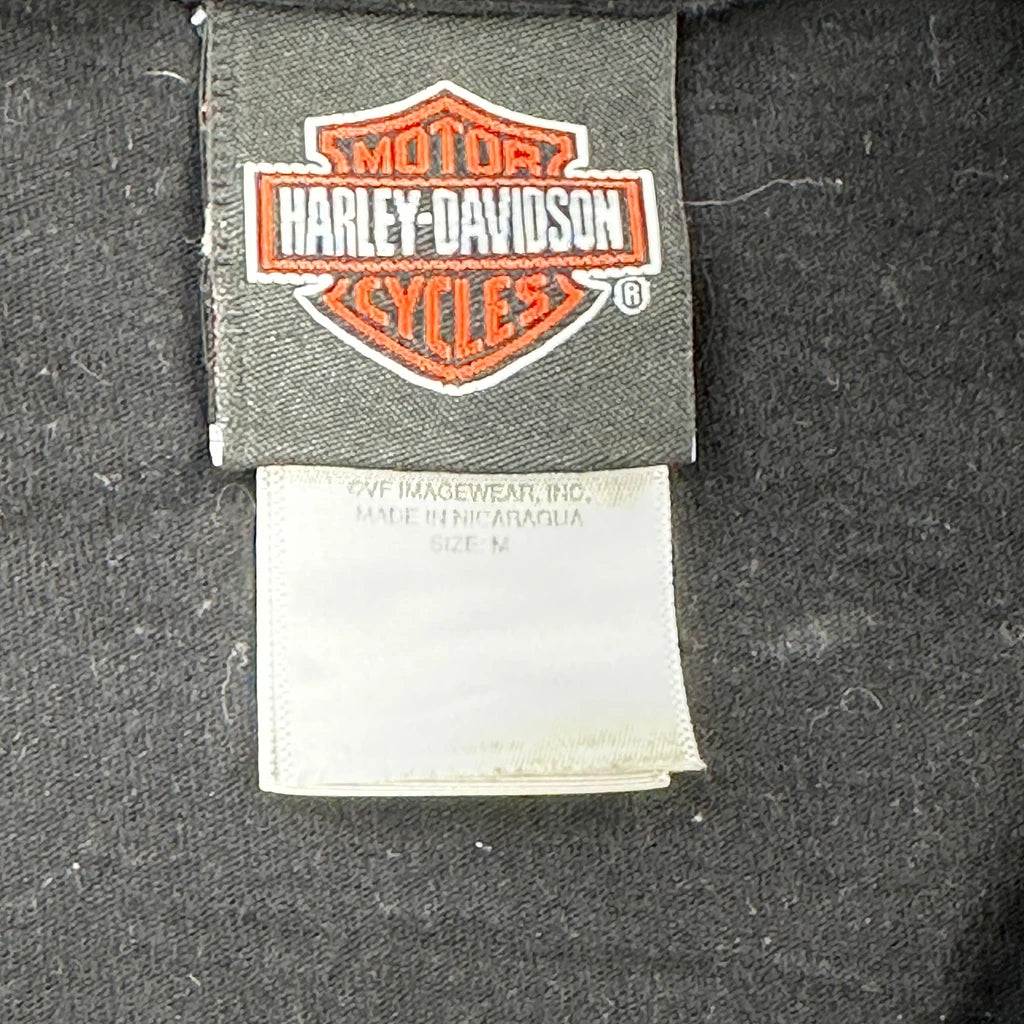 MOTOR
HARLEY-DAVIDSON
CYCLES
®
©VF IMAGEWEAR, INC.
MADE IN NICARAGUA
SIZE: M